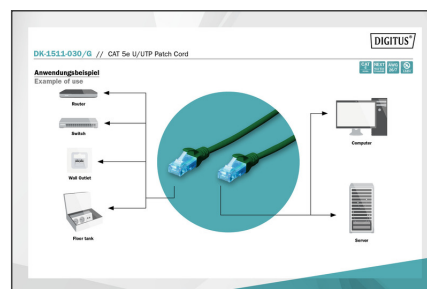 DIGITUS®
DK-1511-030/G // CAT 5e U/UTP Patch Cord
Anwendungsbeispiel
Example of use
Router
Switch
Wall Outlet
Floor tank
Computer
Server